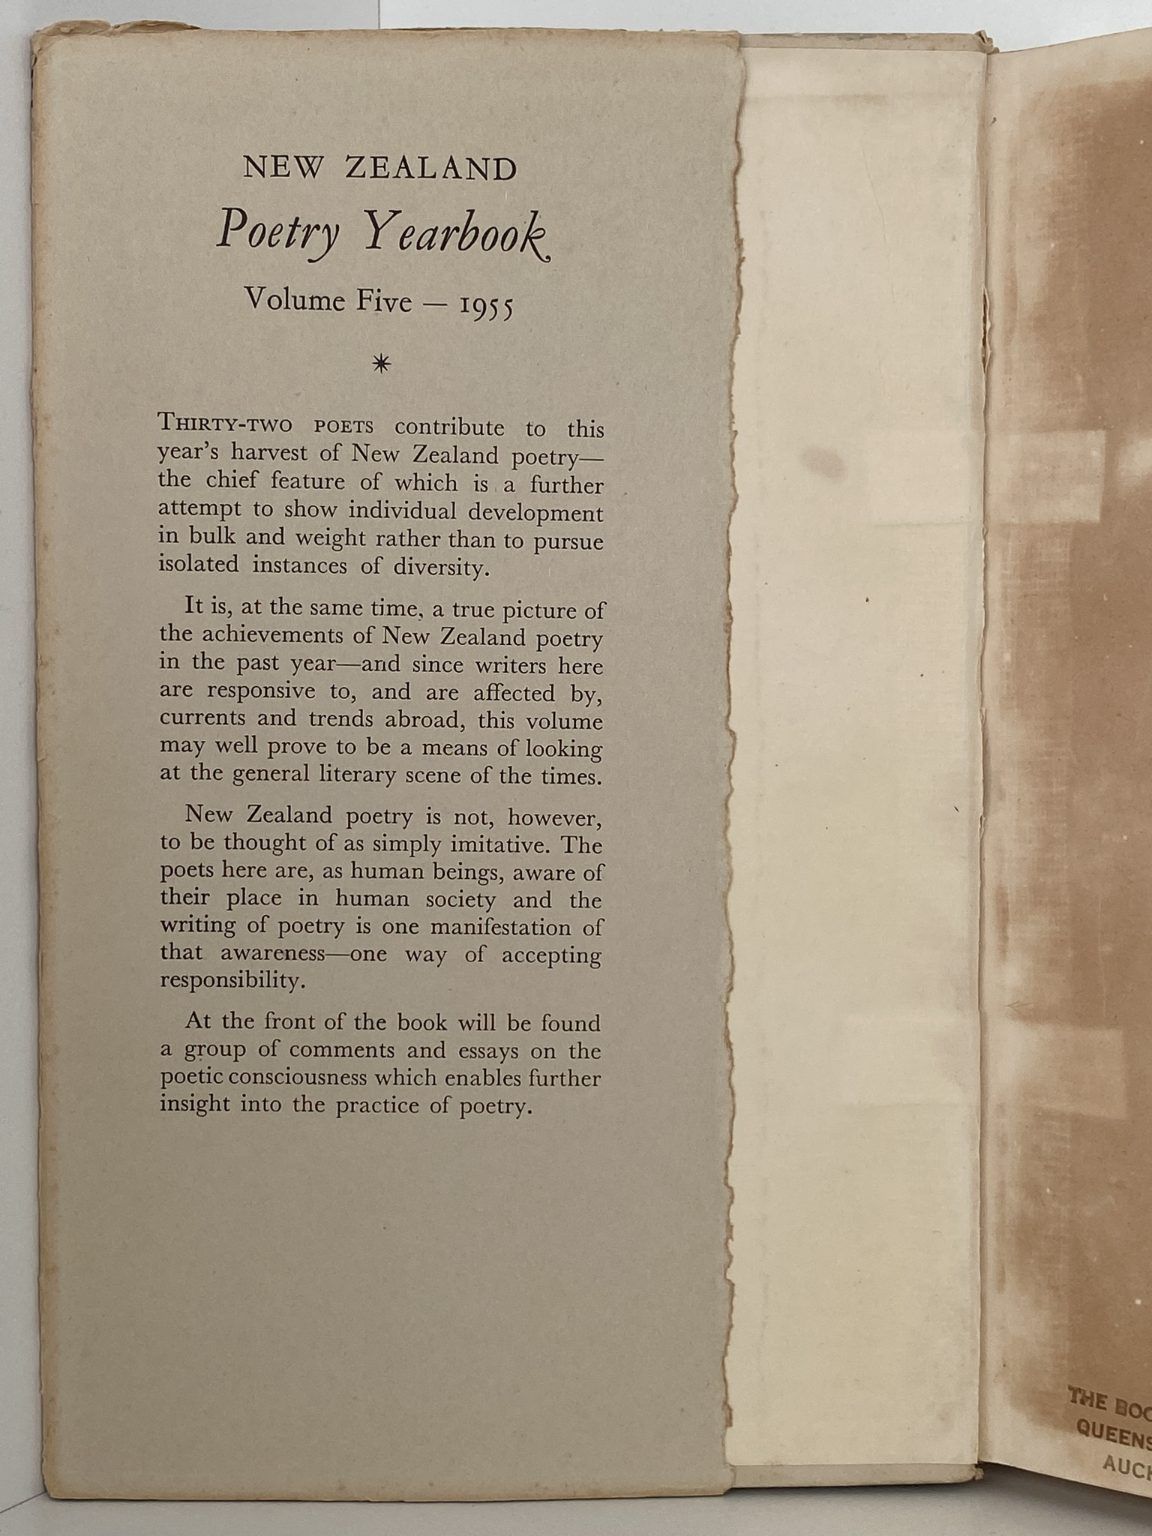 NEW ZEALAND
Poetry Yearbook
Volume Five — 1955
THIRTY-TWO POETS contribute to this
year's harvest of New Zealand poetry—
the chief feature of which is a further
attempt to show individual development
in bulk and weight rather than to pursue
isolated instances of diversity.
It is, at the same time, a true picture of
the achievements of New Zealand poetry
in the past year—and since writers here
are responsive to, and are affected by,
currents and trends abroad, this volume
may well prove to be a means of looking
at the general literary scene of the times.
New Zealand poetry is not, however,
to be thought of as simply imitative. The
poets here are, as human beings, aware of
their place in human society and the
writing of poetry is one manifestation of
that awareness—one way of accepting
responsibility.
At the front of the book will be found
a group of comments and essays on the
poetic consciousness which enables further
insight into the practice of poetry.
THE BOO
QUEENS
AUCK